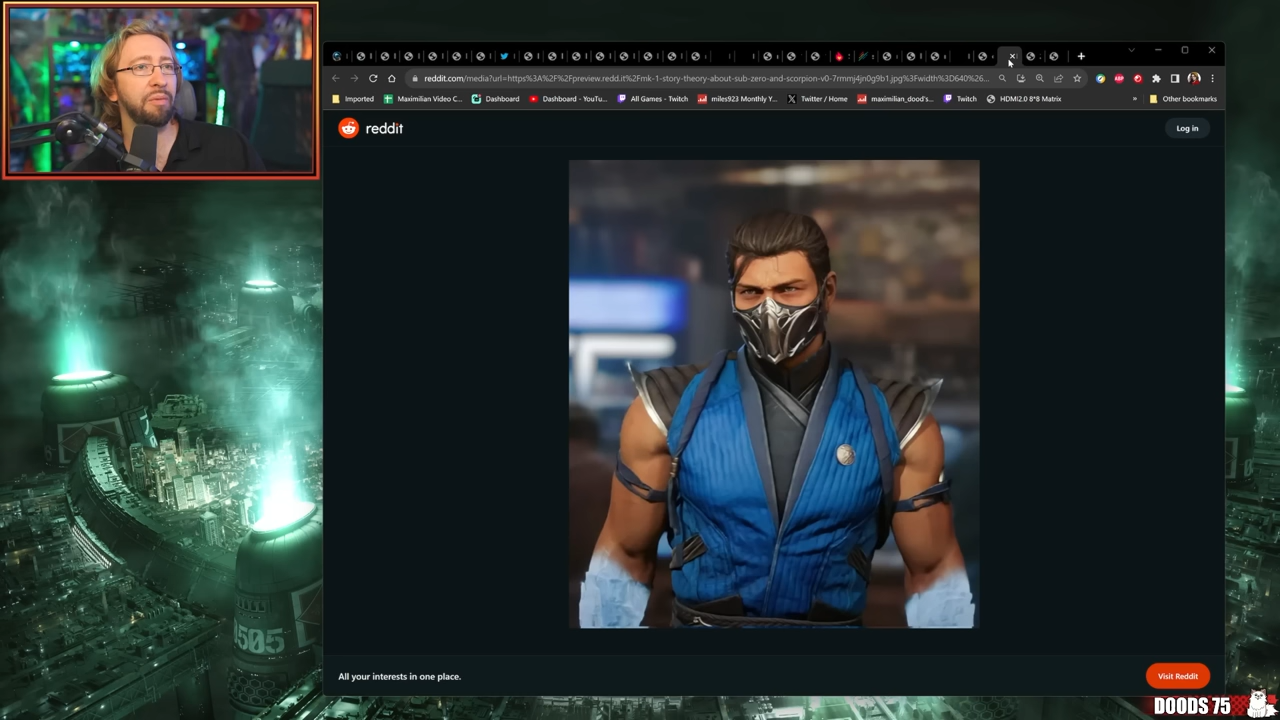 reddit.com/media?url=https%3A%2F%2Fpreview.redd.it%2Fmk-1-story-theory-about-sub-zero-and-scorpion-v0-7rmmj4jn0g9b1.jpg%3Fwidth%3D640%26...
Imported
Maximilian Video C...
Dashboard
Dashboard - YouTu...
All Games - Twitch
miles923 Monthly Y...
Twitter / Home
maximilian_dood's...
Twitch
HDMI2.0 8*8 Matrix
»
Other bookmarks
reddit
Log in
All your interests in one place.
Visit Reddit
DOODS 75